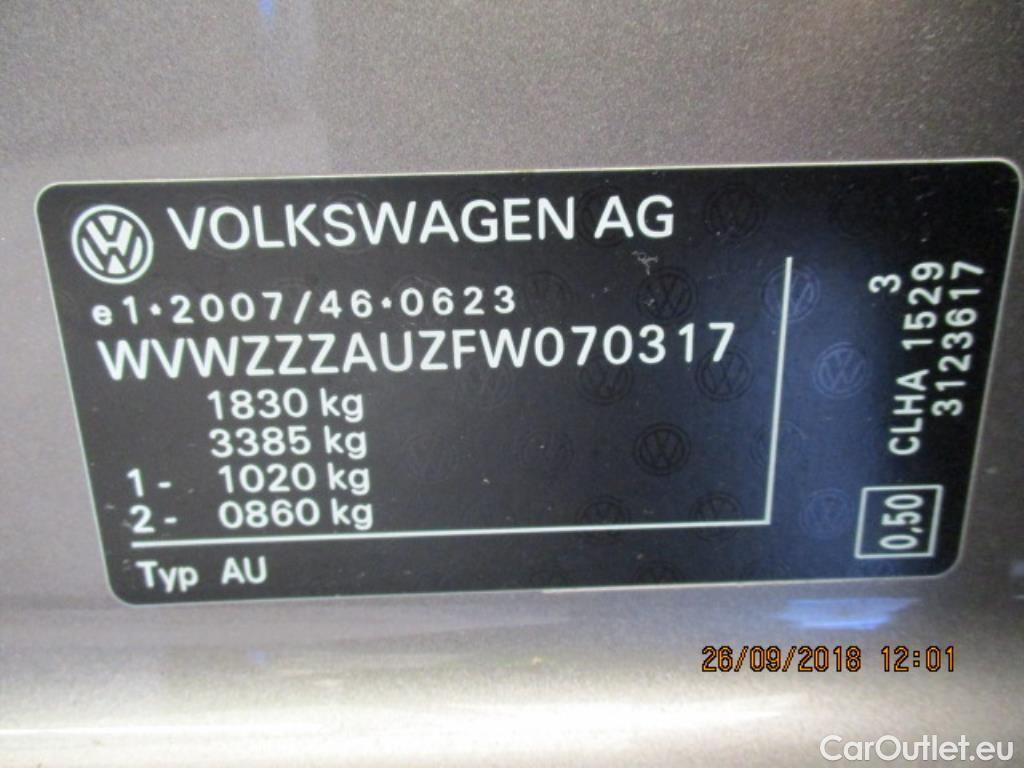 VOLKSWAGEN AG
e1*2007/46*0623
WVWZZZAUZFW070317
1830 kg
3385 kg
1 - 1020 kg
2 - 0860 kg
Typ AU
3
CLHA 1529
3123617
0,50
26/09/2018 12:01
CarOutlet.eu